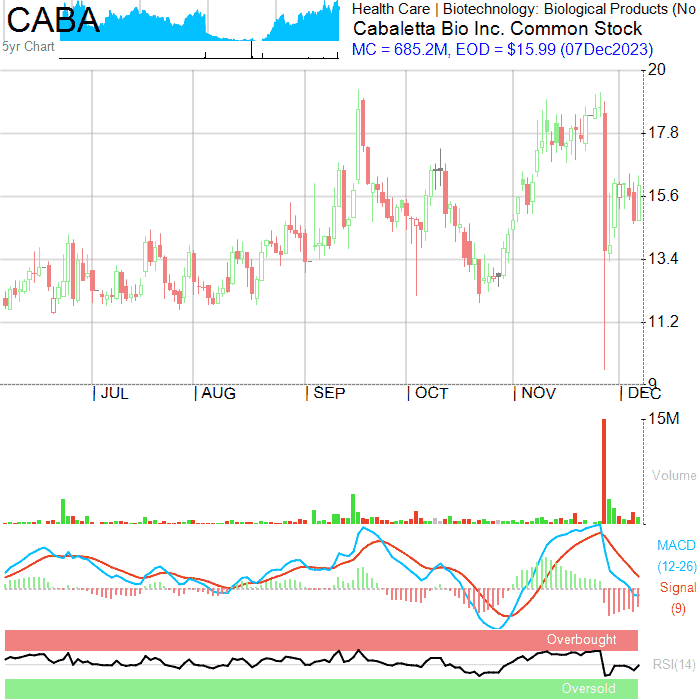 CABA
Health Care | Biotechnology: Biological Products (No
Cabaletta Bio Inc. Common Stock
5yr Chart
MC = 685.2M, EOD = $15.99 (07Dec2023)
20
17.8
15.6
13.4
11.2
9
JUL
AUG
SEP
OCT
NOV
DEC
15M
Volume
MACD
(12-26)
Signal
(9)
Overbought
RSI(14)
Oversold